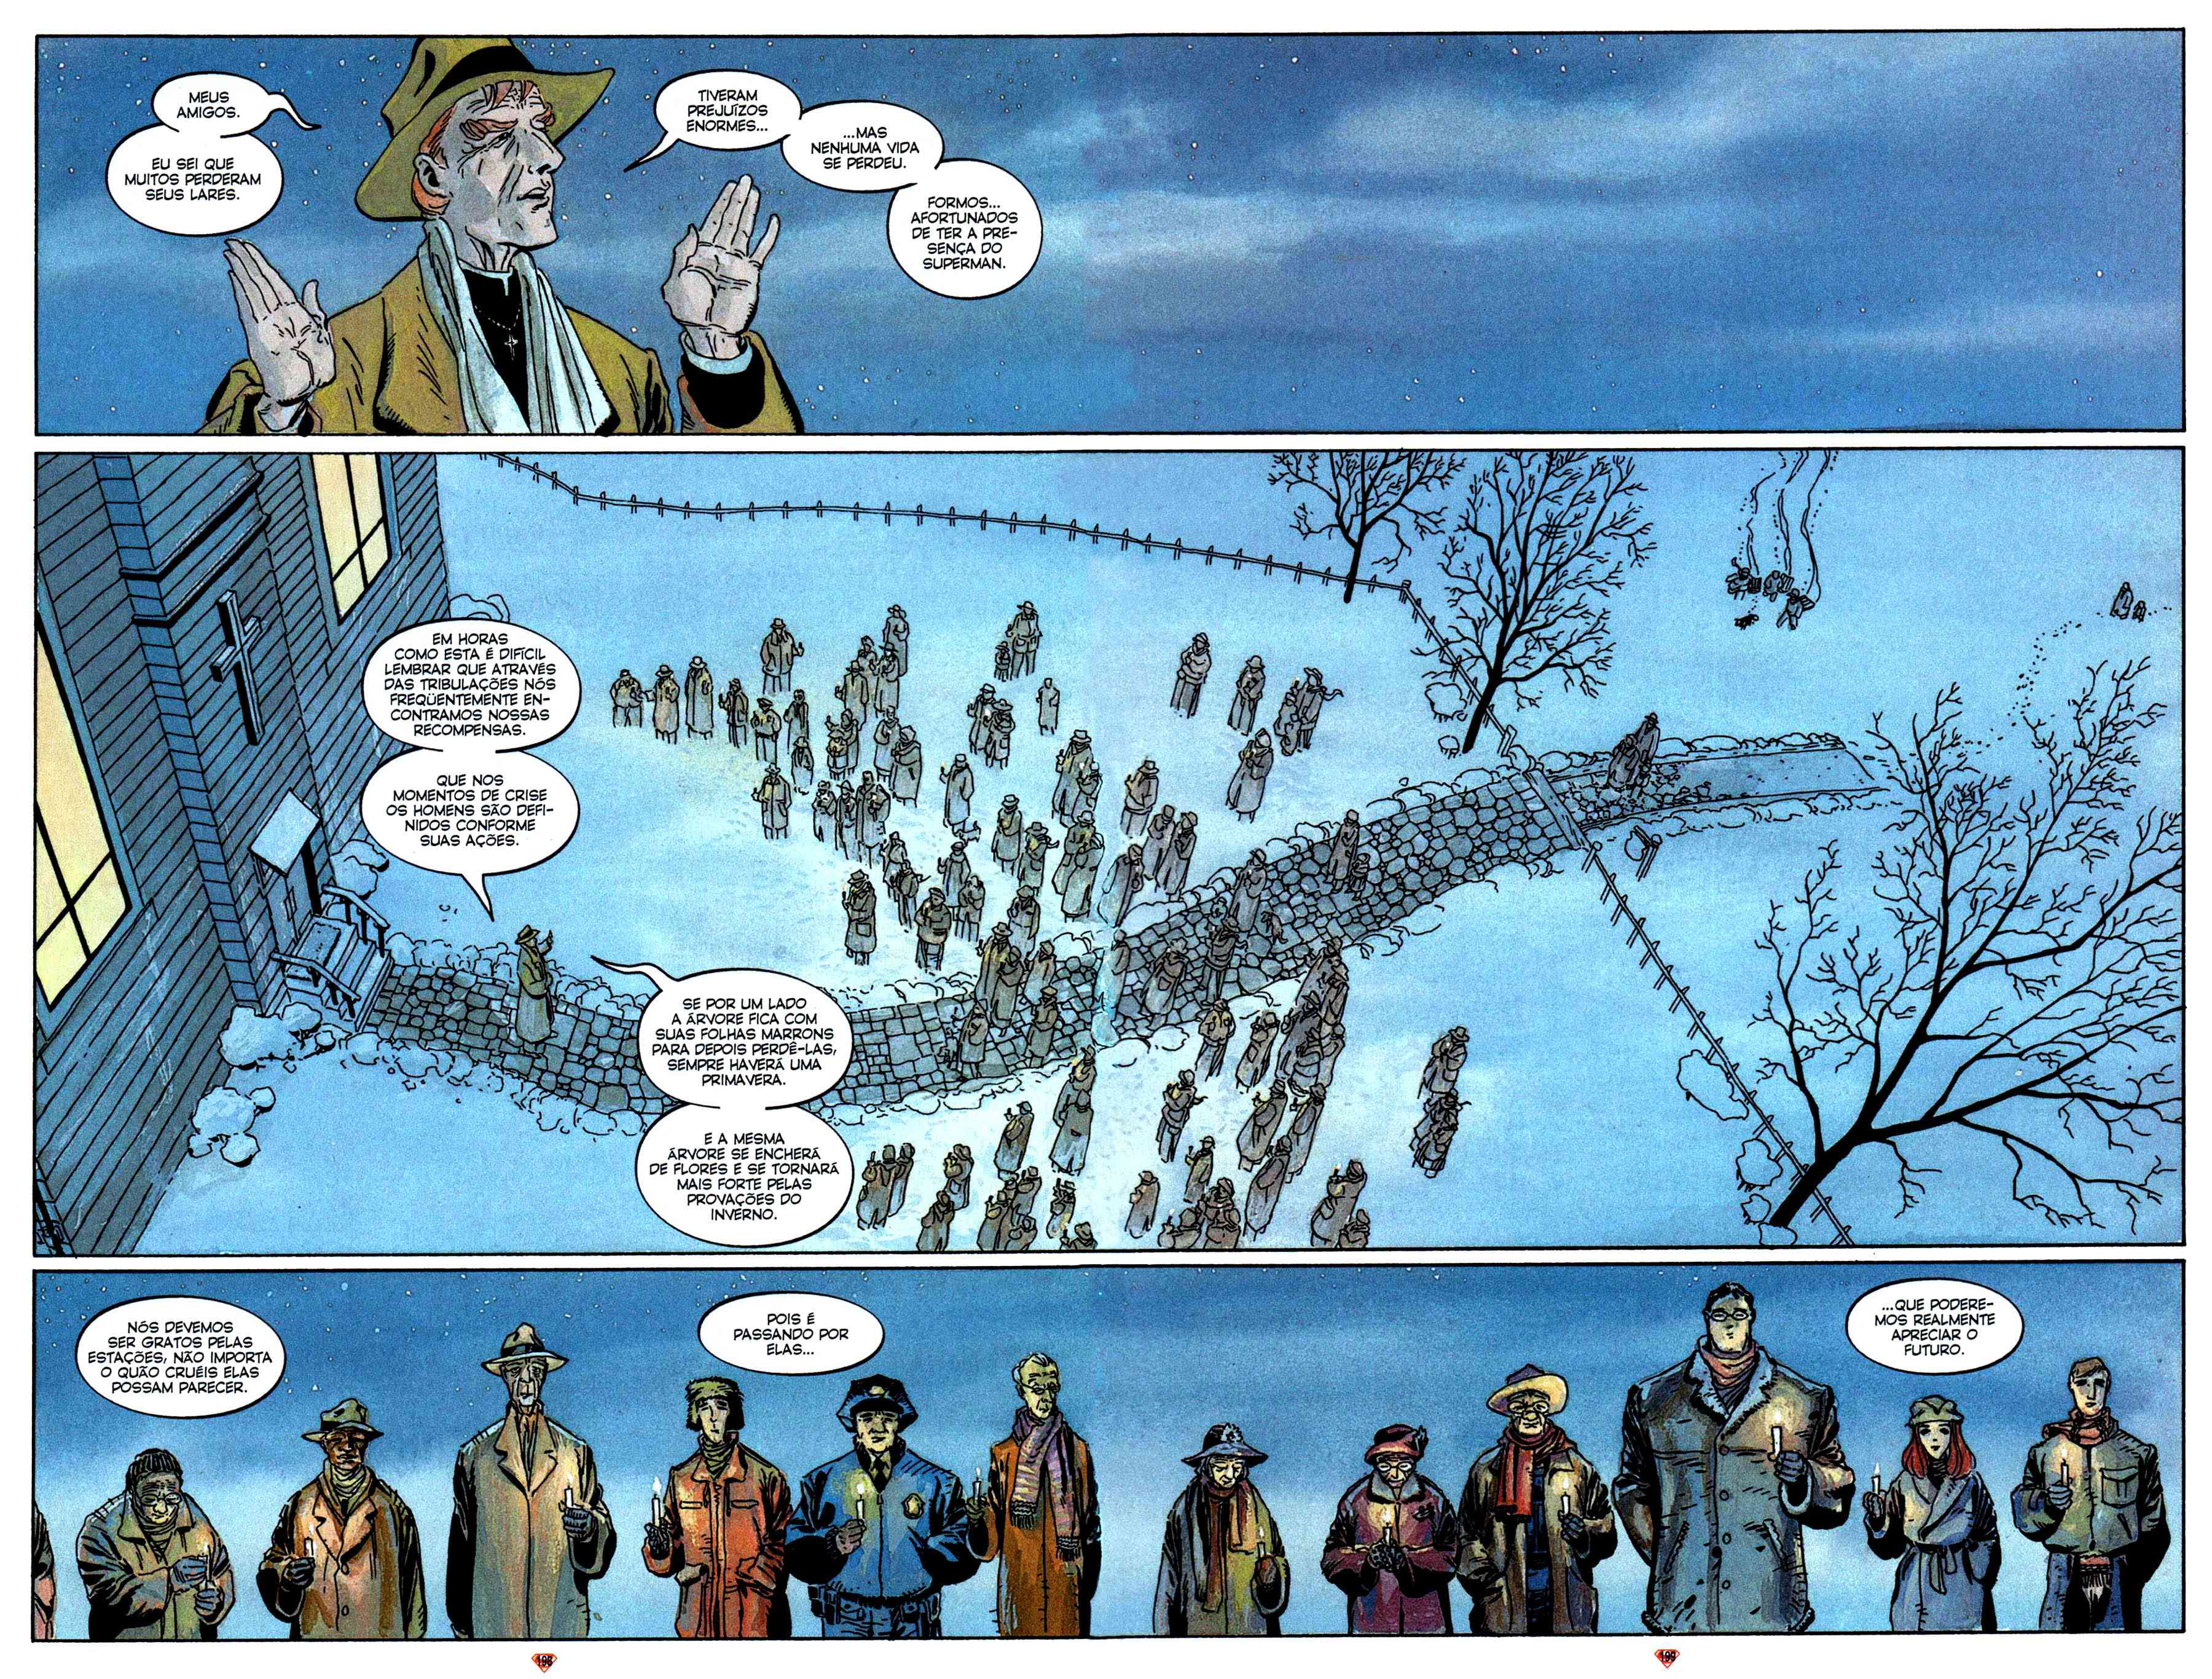 MEUS
AMIGOS.
EU SEI QUE
MUITOS PERDERAM
SEUS LARES.
TIVERAM
PREJUÍZOS
ENORMES...
...MAS
NENHUMA VIDA
SE PERDEU.
FORMOS...
AFORTUNADOS
DE TER A PRE-
SENÇA DO
SUPERMAN.
EM HORAS
COMO ESTA É DIFÍCIL
LEMBRAR QUE ATRAVÉS
DAS TRIBULAÇÕES NÓS
FREQÜENTEMENTE EN-
CONTRAMOS NOSSAS
RECOMPENSAS.
QUE NOS
MOMENTOS DE CRISE
OS HOMENS SÃO DEFI-
NIDOS CONFORME
SUAS AÇÕES.
SE POR UM LADO
A ÁRVORE FICA COM
SUAS FOLHAS MARRONS
PARA DEPOIS PERDÊ-LAS,
SEMPRE HAVERÁ UMA
PRIMAVERA.
E A MESMA
ÁRVORE SE ENCHERÁ
DE FLORES E SE TORNARÁ
MAIS FORTE PELAS
PROVAÇÕES DO
INVERNO.
NÓS DEVEMOS
SER GRATOS PELAS
ESTAÇÕES, NÃO IMPORTA
O QUÃO CRUÉIS ELAS
POSSAM PARECER.
POIS É
PASSANDO POR
ELAS...
...QUE PODERE-
MOS REALMENTE
APRECIAR O
FUTURO.
198
199